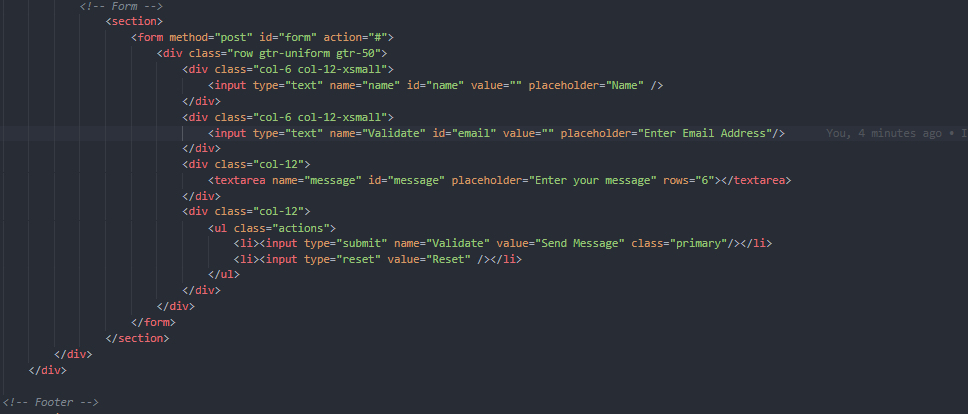 <!-- Form -->
<section>
<form method="post" id="form" action="#">
<div class="row gtr-uniform gtr-50">
<div class="col-6 col-12-xsmall">
<input type="text" name="name" id="name" value="" placeholder="Name" />
</div>
<div class="col-6 col-12-xsmall">
<input type="text" name="Validate" id="email" value="" placeholder="Enter Email Address"/> You, 4 minutes ago •
</div>
<div class="col-12">
<textarea name="message" id="message" placeholder="Enter your message" rows="6"></textarea>
</div>
<div class="col-12">
<ul class="actions">
<li><input type="submit" name="Validate" value="Send Message" class="primary"/></li>
<li><input type="reset" value="Reset" /></li>
</ul>
</div>
</div>
</form>
</section>
</div>
</div>
<!-- Footer -->